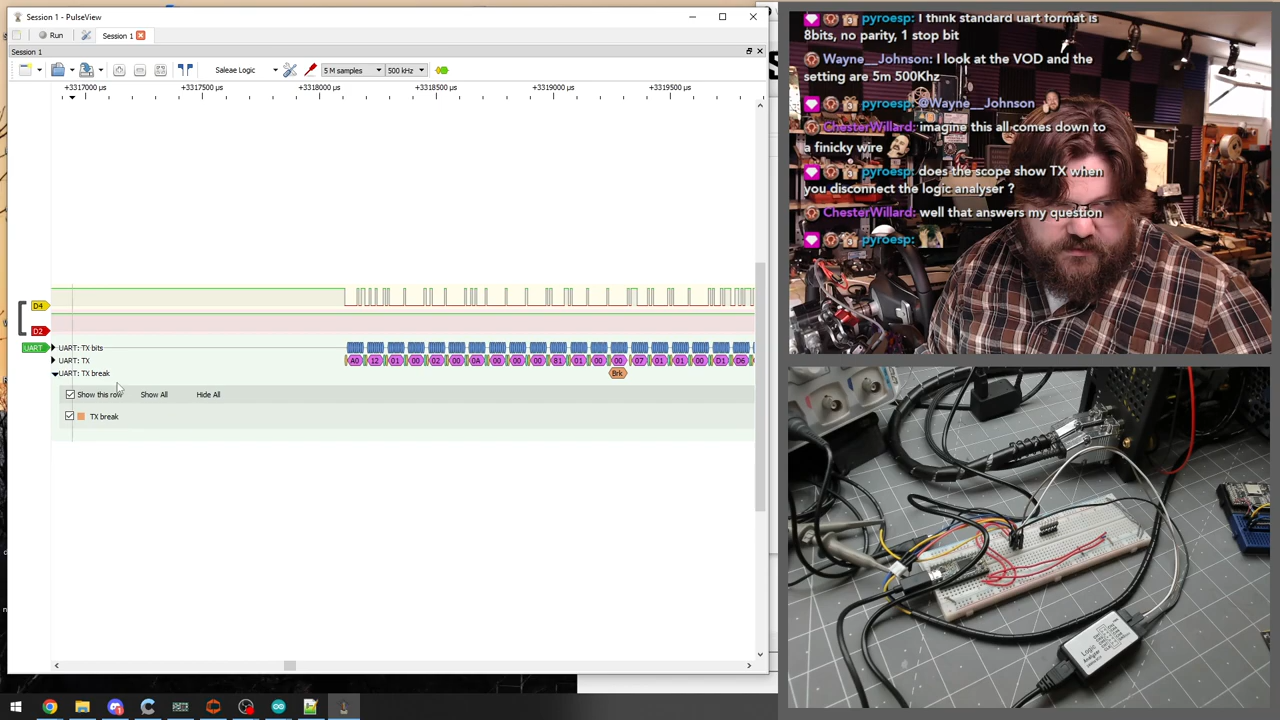 Session 1 - PulseView
Run
Session 1
Session 1
Saleae Logic
5 M samples
500 kHz
+3317000 µs
+3317500 µs
+3318000 µs
+3318500 µs
+3319000 µs
+3319500 µs
D4
D2
UART
UART: TX bits
UART: TX
A0 12 01 00 02 00 0A 00 00 00 81 01 00 00 07 01 01 00 D1 D6
UART: TX break
Brk
Show this row
Show All
Hide All
TX break
pyroesp: I think standard uart format is
8bits, no parity, 1 stop bit
Wayne__Johnson: I look at the VOD and the
setting are 5m 500Khz
pyroesp: @Wayne__Johnson
ChesterWillard: imagine this all comes down to
a finicky wire
pyroesp: does the scope show TX when
you disconnect the logic analyser ?
ChesterWillard: well that answers my question
pyroesp:
Logic
Analyzer